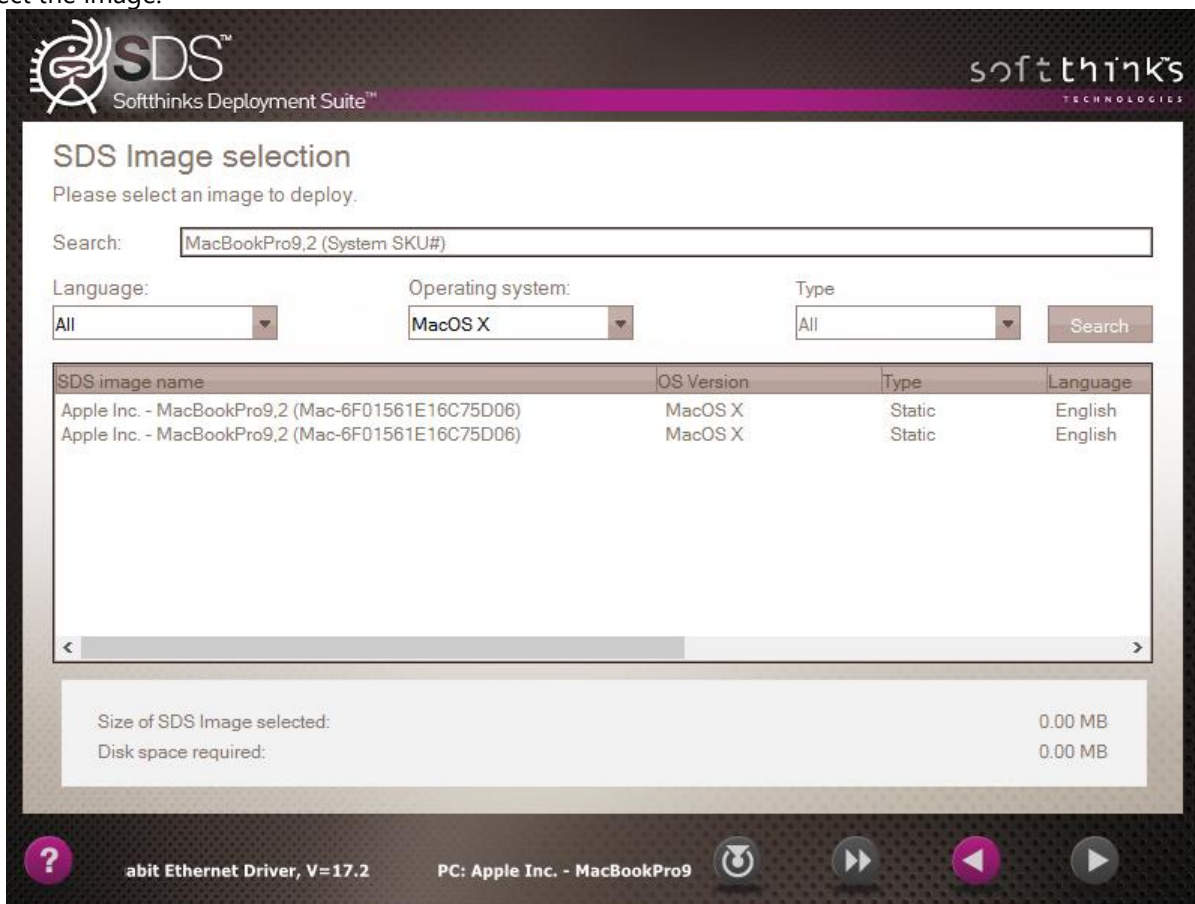 ect the image.
SDS™
Softthinks Deployment Suite™
softthinks™
TECHNOLOGIES
SDS Image selection
Please select an image to deploy.
Search: MacBookPro9,2 (System SKU#)
Language: Operating system: Type
All MacOS X All Search
SDS image name OS Version Type Language
Apple Inc. - MacBookPro9,2 (Mac-6F01561E16C75D06) MacOS X Static English
Apple Inc. - MacBookPro9,2 (Mac-6F01561E16C75D06) MacOS X Static English
Size of SDS Image selected: 0.00 MB
Disk space required: 0.00 MB
? abit Ethernet Driver, V=17.2 PC: Apple Inc. - MacBookPro9